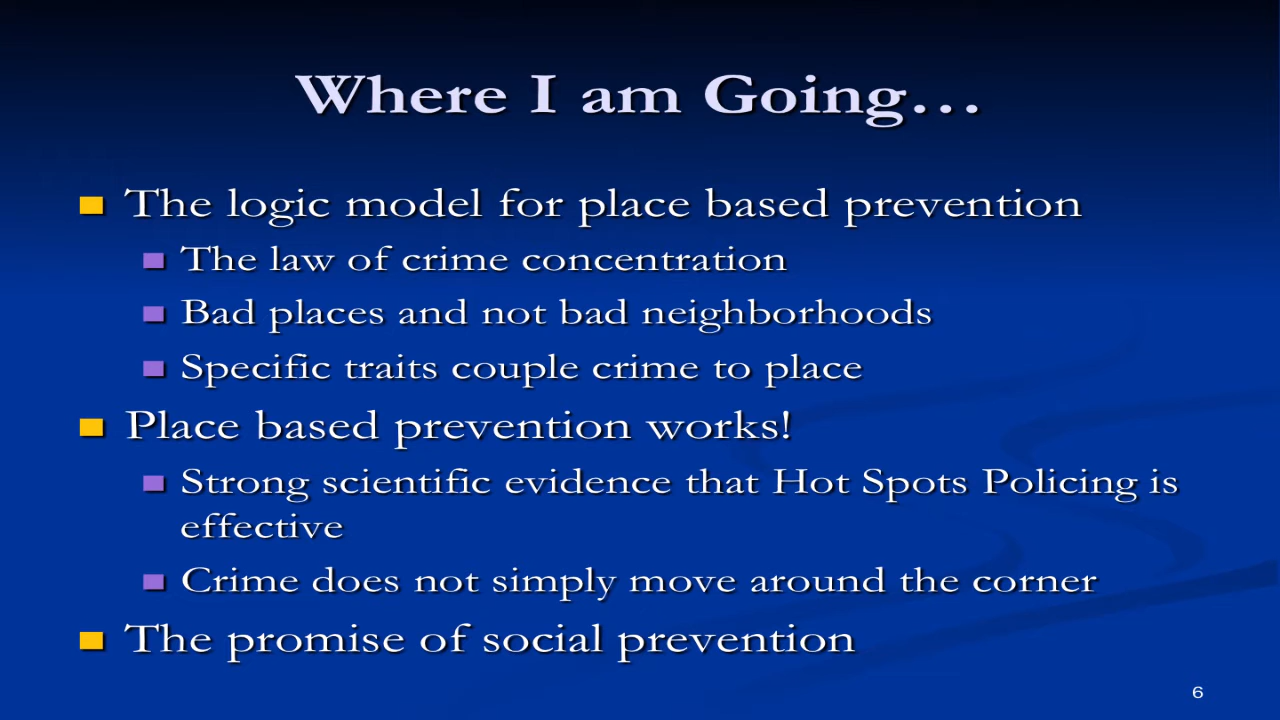 Where I am Going…
The logic model for place based prevention
The law of crime concentration
Bad places and not bad neighborhoods
Specific traits couple crime to place
Place based prevention works!
Strong scientific evidence that Hot Spots Policing is
effective
Crime does not simply move around the corner
The promise of social prevention
6